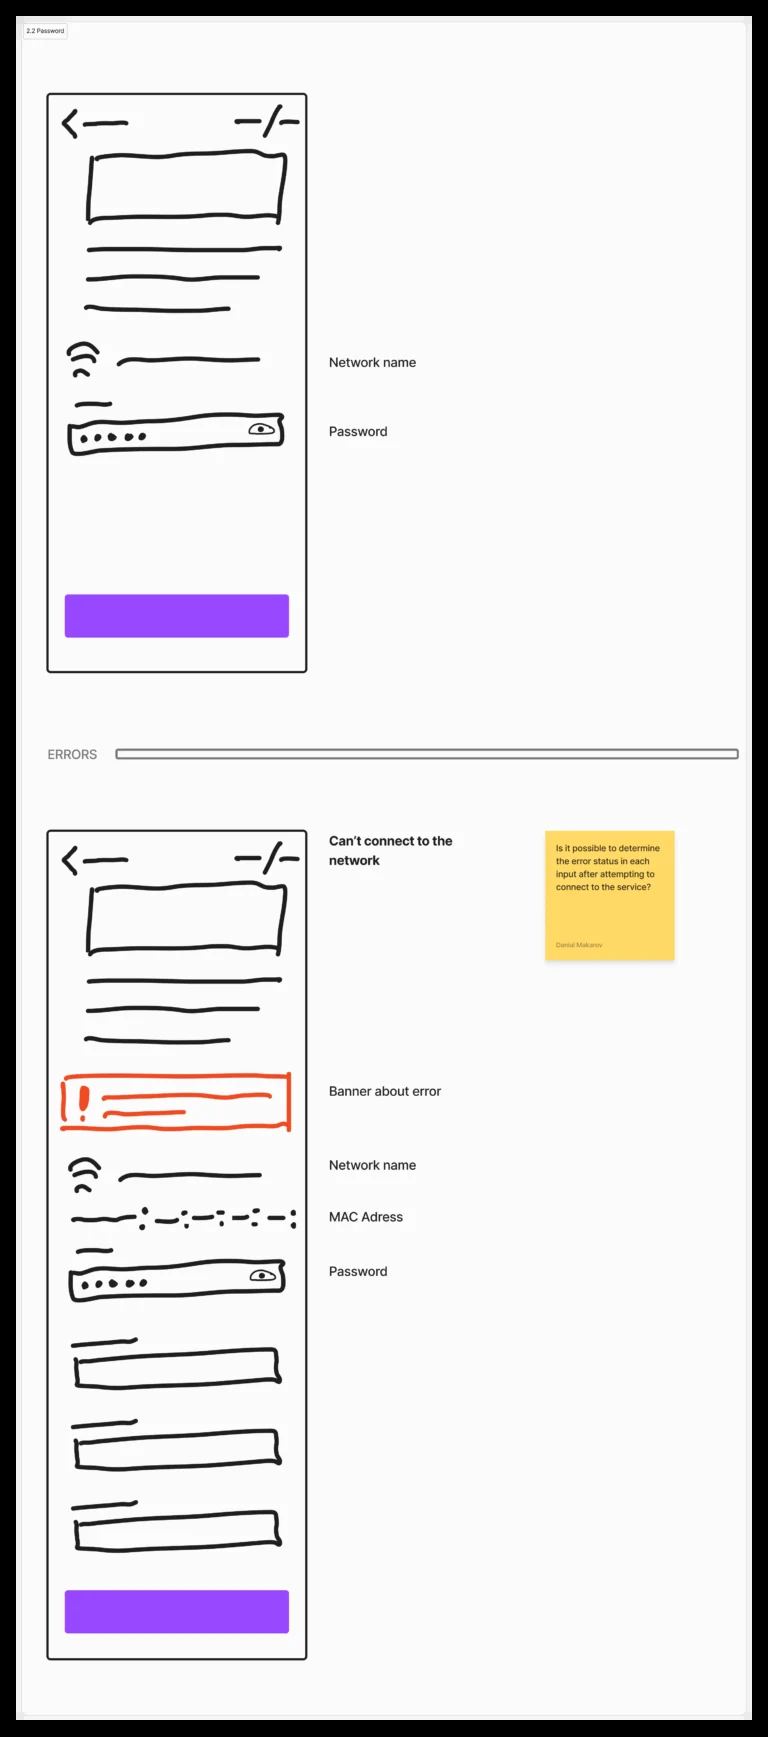 2.2 Password
Network name
Password
ERRORS
Can't connect to the
network
Is it possible to determine
the error status in each
input after attempting to
connect to the service?
Danial Makarov
Banner about error
Network name
MAC Adress
Password